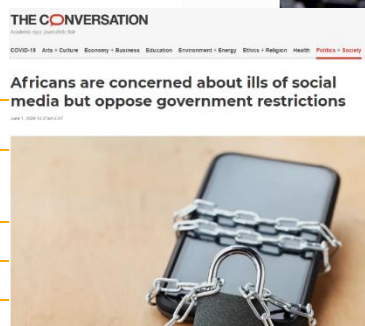 THE CONVERSATION
COVID-19 Arts + Culture Economy + Business Education Environment + Energy Ethics + Religion Health Politics + Society
Africans are concerned about ills of social
media but oppose government restrictions